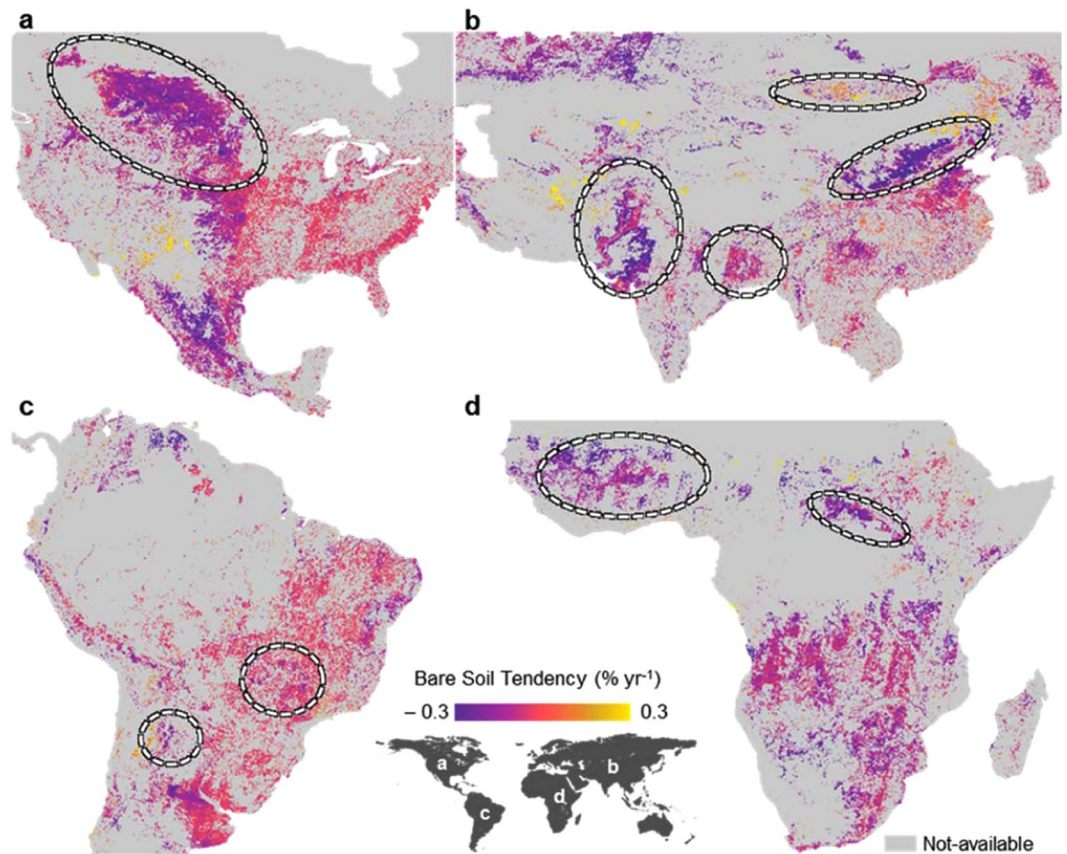 a
b
c
d
Bare Soil Tendency (% yr⁻¹)
– 0.3 0.3
a b
c d
Not-available